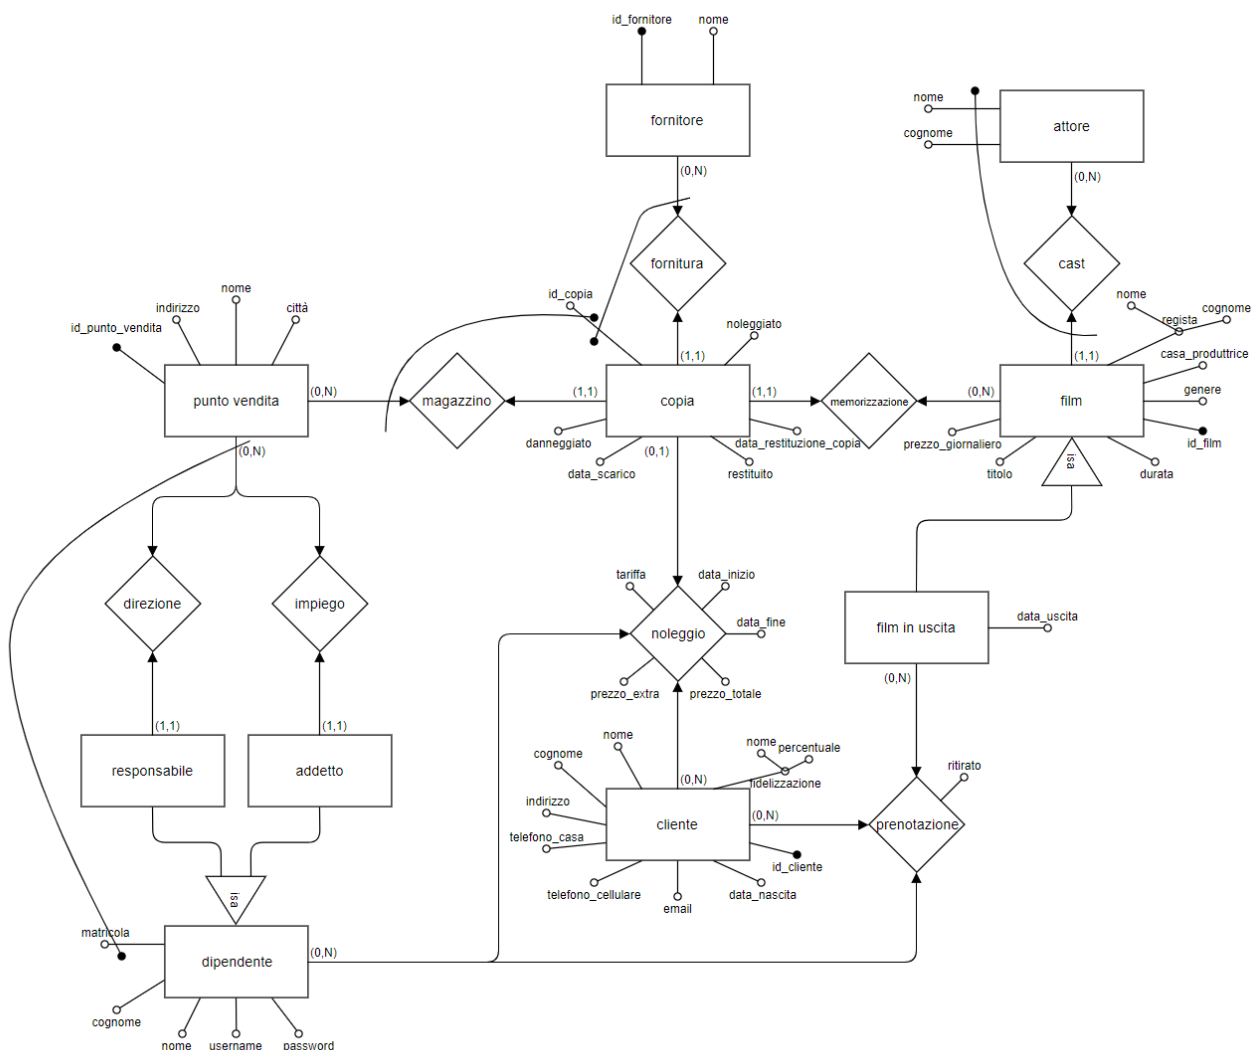 id_fornitore nome
fornitore
(0,N)
nome
cognome
attore
(0,N)
fornitura
cast
nome
indirizzo
città
id_punto_vendita
id_copia
noleggiato
nome
cognome
regista
(1,1)
(1,1)
casa_produttrice
punto vendita
(0,N)
magazzino
(1,1)
copia
(1,1)
memorizzazione
(0,N)
film
genere
danneggiato
data_restituzione_copia
prezzo_giornaliero
id_film
(0,N)
(0,1)
data_scarico
restituito
titolo
isa
durata
direzione
impiego
tariffa
data_inizio
noleggio
data_fine
film in uscita
data_uscita
prezzo_extra
prezzo_totale
(0,N)
(1,1)
(1,1)
responsabile
addetto
nome
cognome
nome
percentuale
fidelizzazione
(0,N)
ritirato
indirizzo
cliente
(0,N)
prenotazione
telefono_casa
id_cliente
telefono_cellulare
email
data_nascita
isa
matricola
dipendente
(0,N)
cognome
nome
username
password